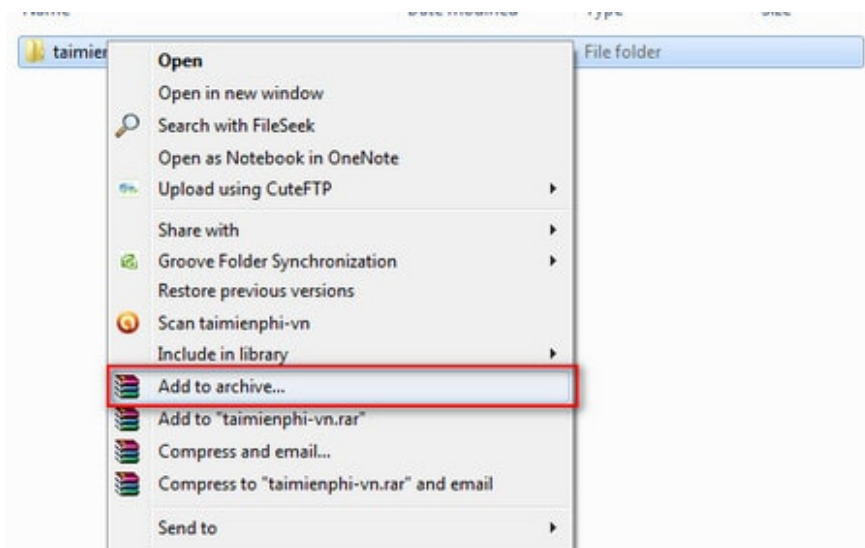 taimien
File folder
Open
Open in new window
Search with FileSeek
Open as Notebook in OneNote
Upload using CuteFTP
Share with
Groove Folder Synchronization
Restore previous versions
Scan taimienphi-vn
Include in library
Add to archive...
Add to "taimienphi-vn.rar"
Compress and email...
Compress to "taimienphi-vn.rar" and email
Send to